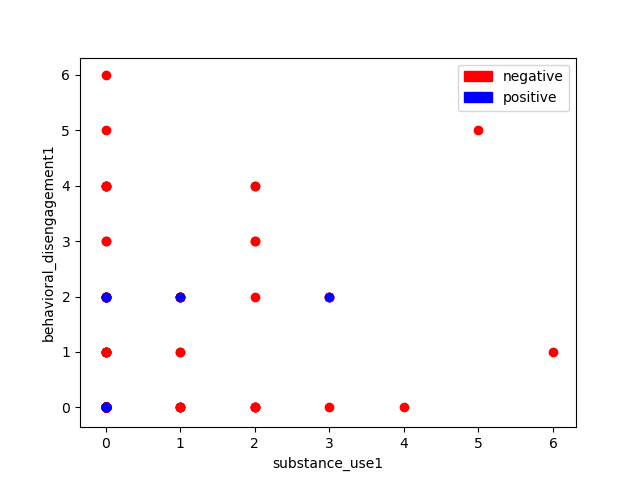 negative
positive
6
5
4
3
2
1
0
behavioral_disengagement1
0 1 2 3 4 5 6
substance_use1